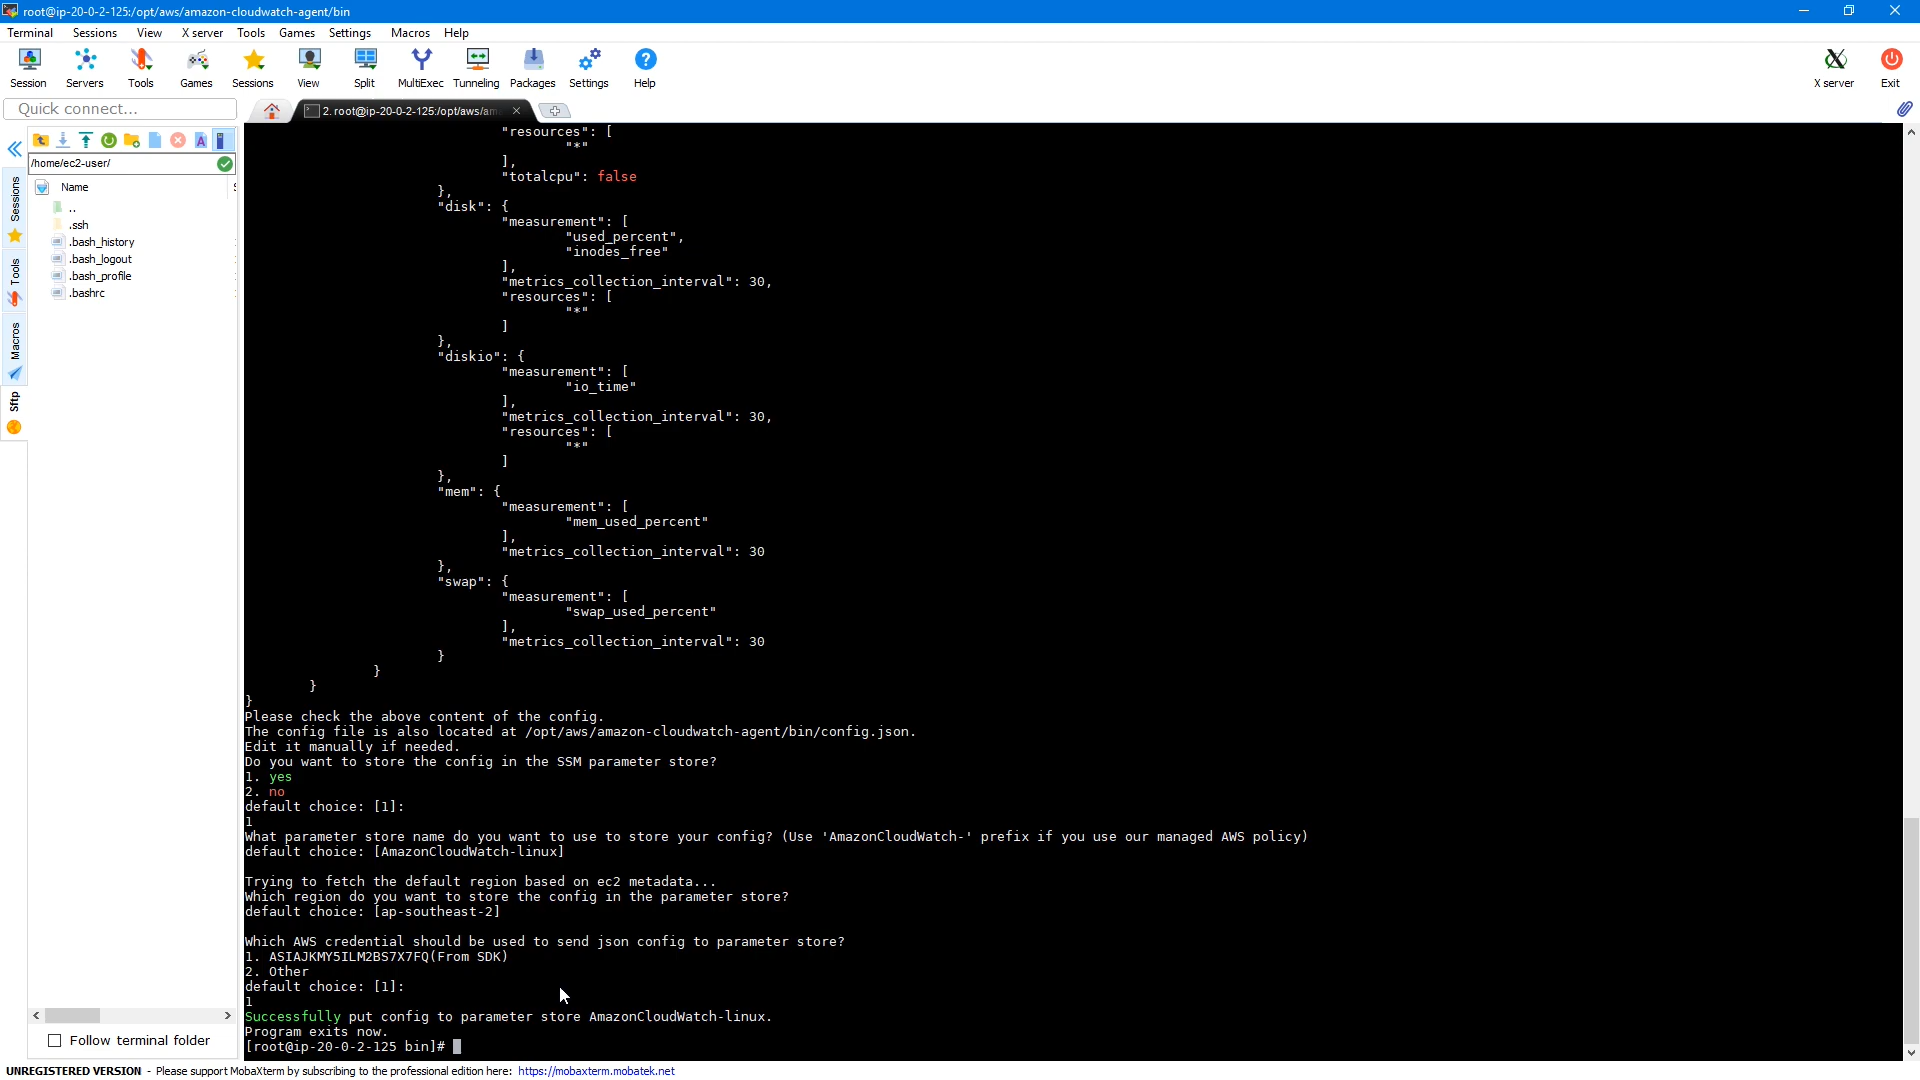 root@ip-20-0-2-125:/opt/aws/amazon-cloudwatch-agent/bin
Terminal Sessions View X server Tools Games Settings Macros Help
Session Servers Tools Games Sessions View Split MultiExec Tunneling Packages Settings Help X server Exit
Quick connect...
2. root@ip-20-0-2-125:/opt/aws/am
/home/ec2-user/
Name
..
.ssh
.bash_history
.bash_logout
.bash_profile
.bashrc
Sessions
Tools
Macros
Sftp
"resources": [
"*"
],
"totalcpu": false
},
"disk": {
"measurement": [
"used_percent",
"inodes_free"
],
"metrics_collection_interval": 30,
"resources": [
"*"
]
},
"diskio": {
"measurement": [
"io_time"
],
"metrics_collection_interval": 30,
"resources": [
"*"
]
},
"mem": {
"measurement": [
"mem_used_percent"
],
"metrics_collection_interval": 30
},
"swap": {
"measurement": [
"swap_used_percent"
],
"metrics_collection_interval": 30
}
}
}
}
Please check the above content of the config.
The config file is also located at /opt/aws/amazon-cloudwatch-agent/bin/config.json.
Edit it manually if needed.
Do you want to store the config in the SSM parameter store?
1. yes
2. no
default choice: [1]:
1
What parameter store name do you want to use to store your config? (Use 'AmazonCloudWatch-' prefix if you use our managed AWS policy)
default choice: [AmazonCloudWatch-linux]
Trying to fetch the default region based on ec2 metadata...
Which region do you want to store the config in the parameter store?
default choice: [ap-southeast-2]
Which AWS credential should be used to send json config to parameter store?
1. ASIAJKMY5ILM2BS7X7FQ(From SDK)
2. Other
default choice: [1]:
1
Successfully put config to parameter store AmazonCloudWatch-linux.
Program exits now.
[root@ip-20-0-2-125 bin]#
Follow terminal folder
UNREGISTERED VERSION - Please support MobaXterm by subscribing to the professional edition here: https://mobaxterm.mobatek.net